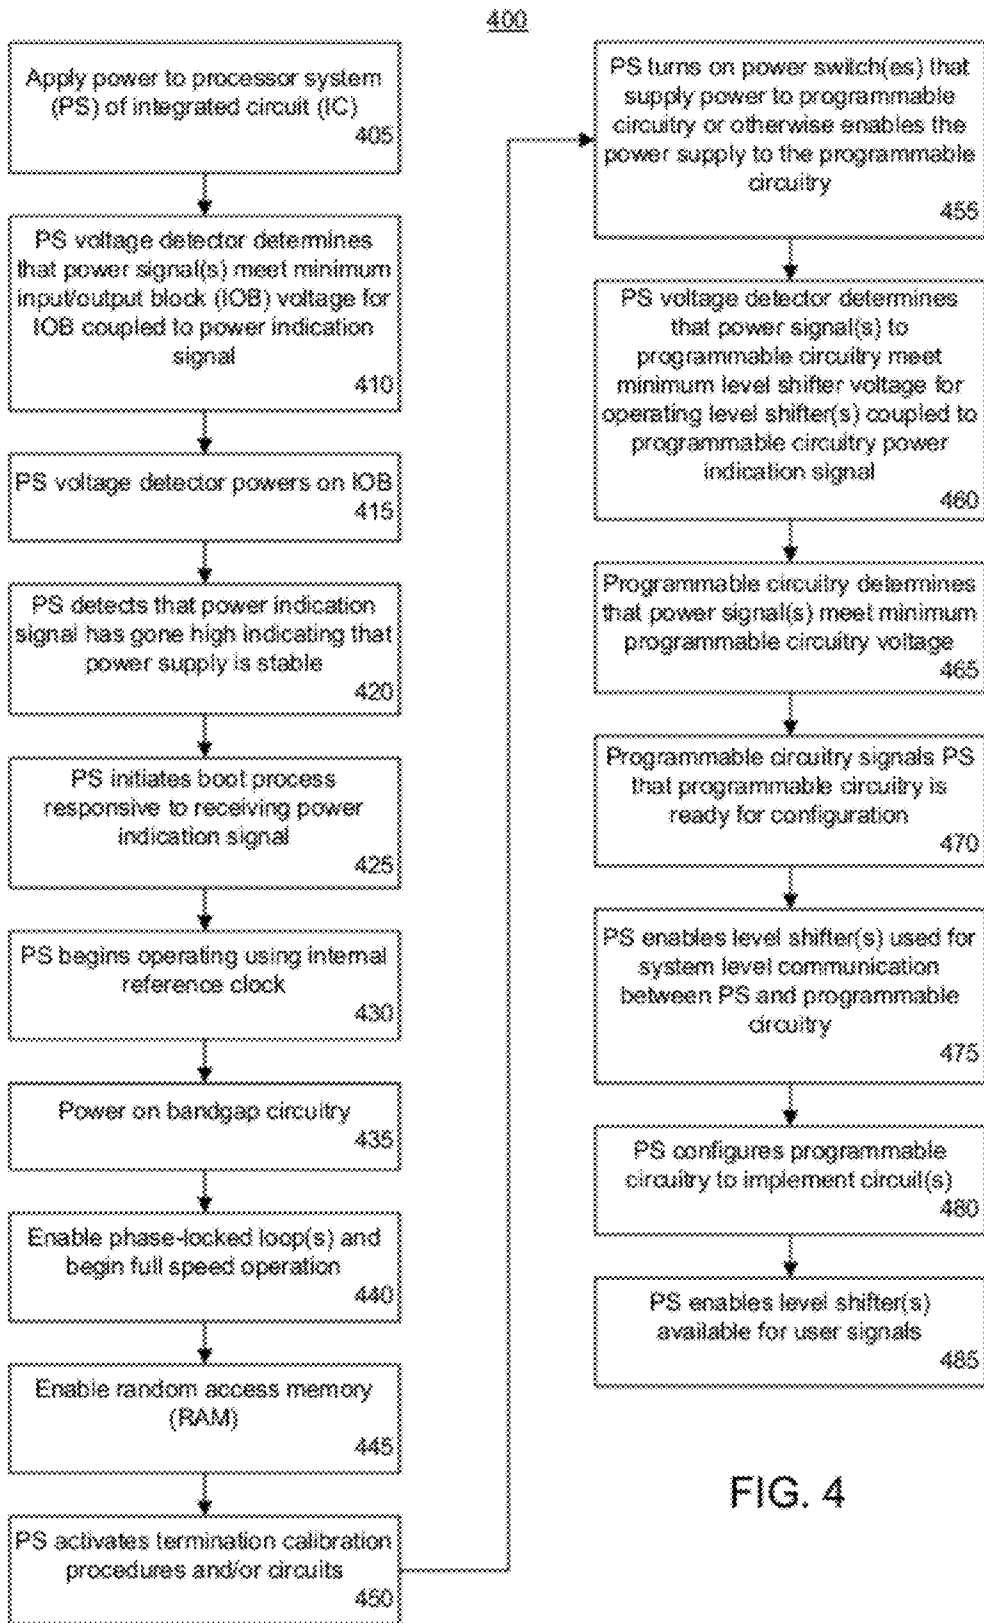 400
Apply power to processor system
(PS) of integrated circuit (IC)
405
PS voltage detector determines
that power signal(s) meet minimum
input/output block (IOB) voltage for
IOB coupled to power indication
signal
410
PS voltage detector powers on IOB
415
PS detects that power indication
signal has gone high indicating that
power supply is stable
420
PS initiates boot process
responsive to receiving power
indication signal
425
PS begins operating using internal
reference clock
430
Power on bandgap circuitry
435
Enable phase-locked loop(s) and
begin full speed operation
440
Enable random access memory
(RAM)
445
PS activates termination calibration
procedures and/or circuits
450
PS turns on power switch(es) that
supply power to programmable
circuitry or otherwise enables the
power supply to the programmable
circuitry
455
PS voltage detector determines
that power signal(s) to
programmable circuitry meet
minimum level shifter voltage for
operating level shifter(s) coupled to
programmable circuitry power
indication signal
460
Programmable circuitry determines
that power signal(s) meet minimum
programmable circuitry voltage
465
Programmable circuitry signals PS
that programmable circuitry is
ready for configuration
470
PS enables level shifter(s) used for
system level communication
between PS and programmable
circuitry
475
PS configures programmable
circuitry to implement circuit(s)
480
PS enables level shifter(s)
available for user signals
485
FIG. 4